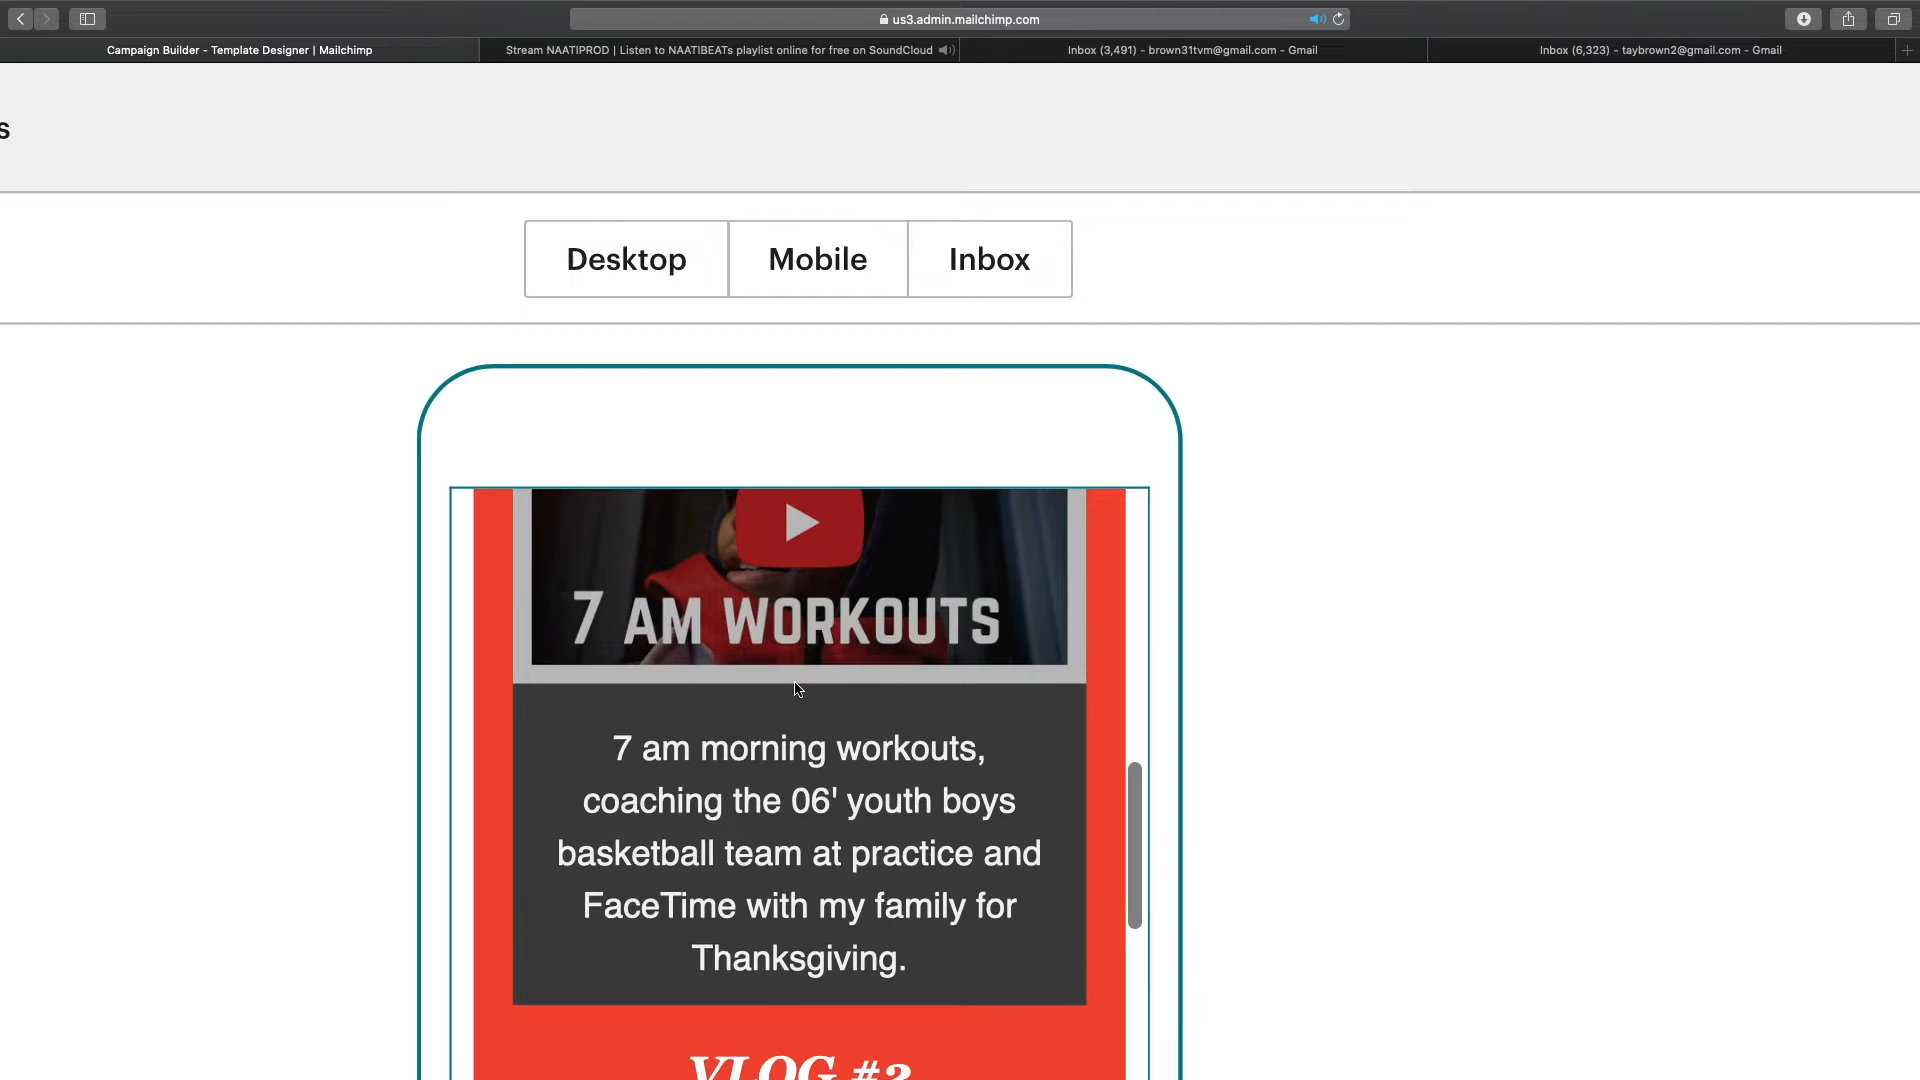 us3.admin.mailchimp.com
Campaign Builder - Template Designer | Mailchimp
Stream NAATIPROD | Listen to NAATIBEATs playlist online for free on SoundCloud
Inbox (3,491) - brown31tvm@gmail.com - Gmail
Inbox (6,323) - taybrown2@gmail.com - Gmail
s
Desktop
Mobile
Inbox
7 AM WORKOUTS
7 am morning workouts,
coaching the 06' youth boys
basketball team at practice and
FaceTime with my family for
Thanksgiving.